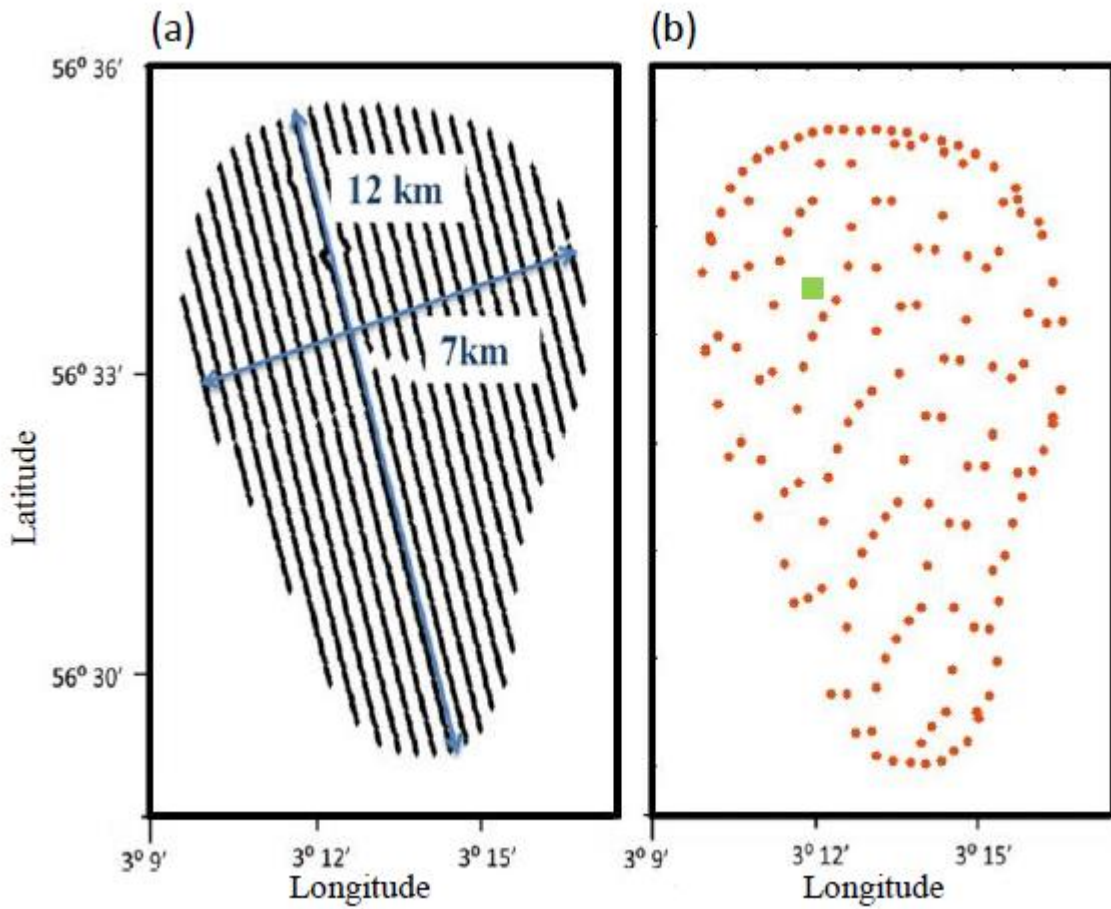 (a)
(b)
56° 36′
12 km
7km
56° 33′
Latitude
56° 30′
3° 9′
3° 12′
3° 15′
3° 9′
3° 12′
3° 15′
Longitude
Longitude